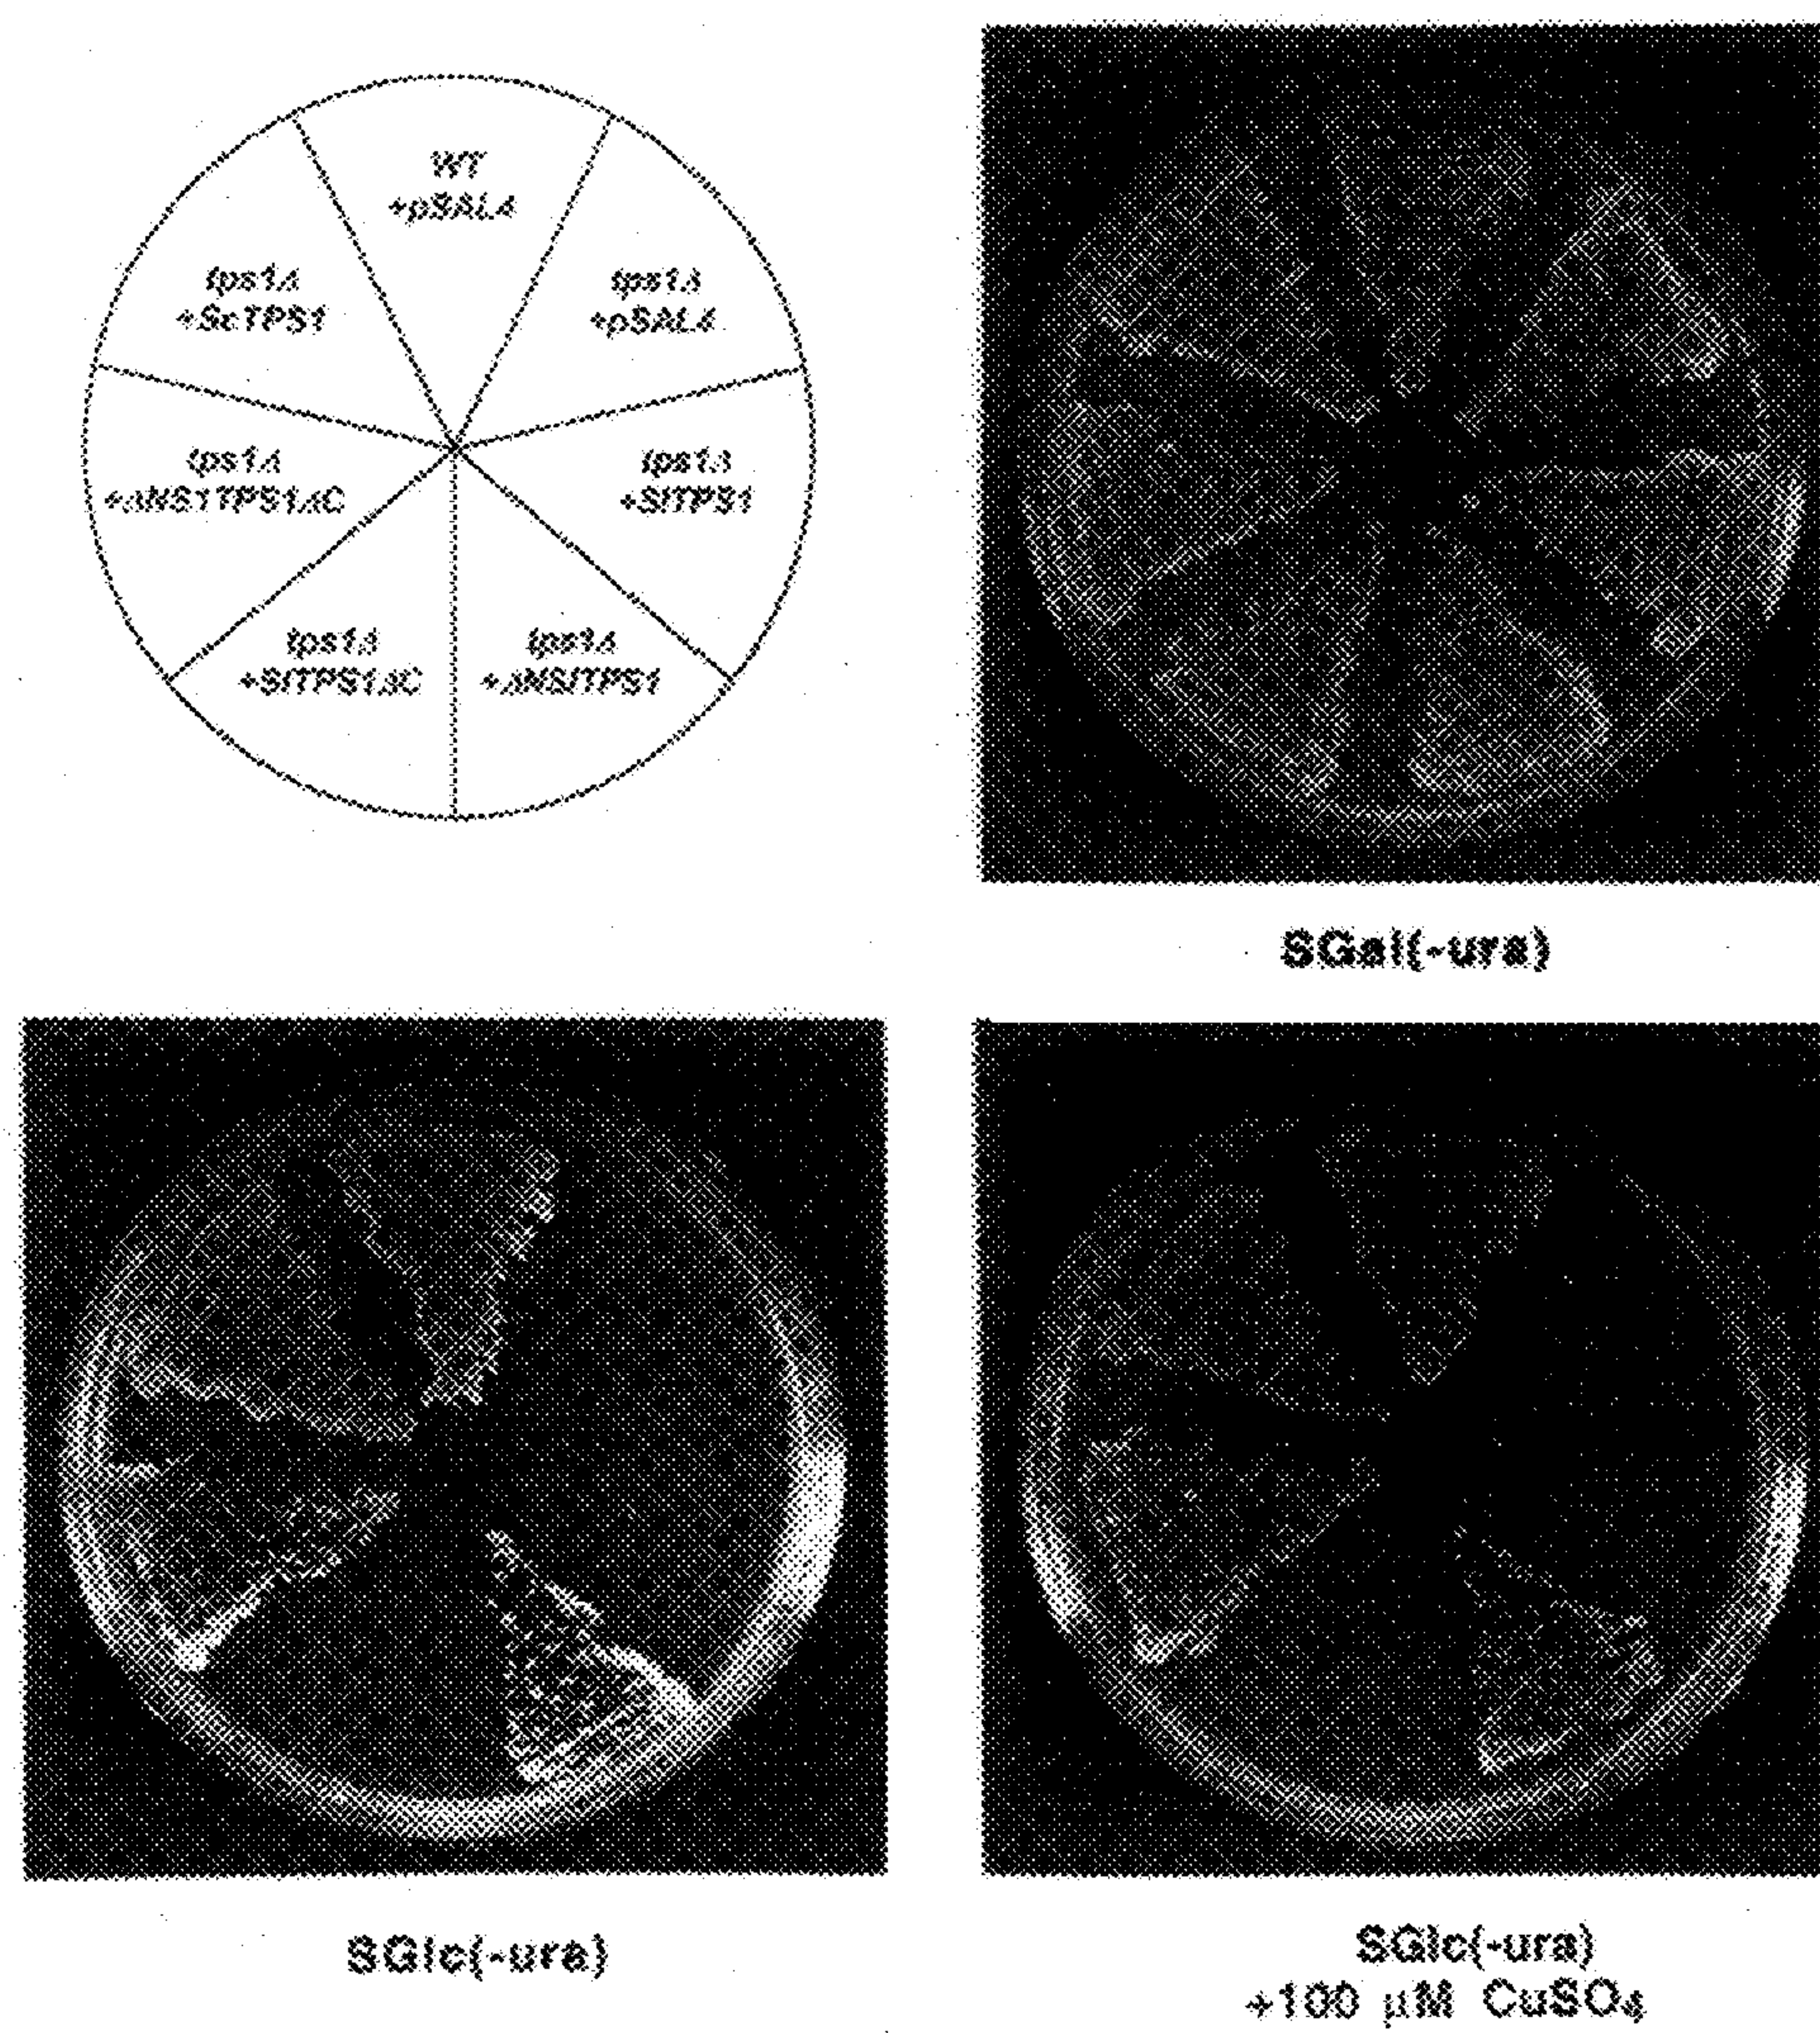 WT
+pSAL4
tps1Δ
+ScTPS1
tps1Δ
+pSAL4
tps1Δ
+ΔNS1TPS1ΔC
tps1Δ
+SlTPS1
tps1Δ
+SlTPS1ΔC
tps1Δ
+ΔNSlTPS1
SGal(-ura)
SGlc(-ura)
SGlc(-ura)
+100 μM CuSO₄